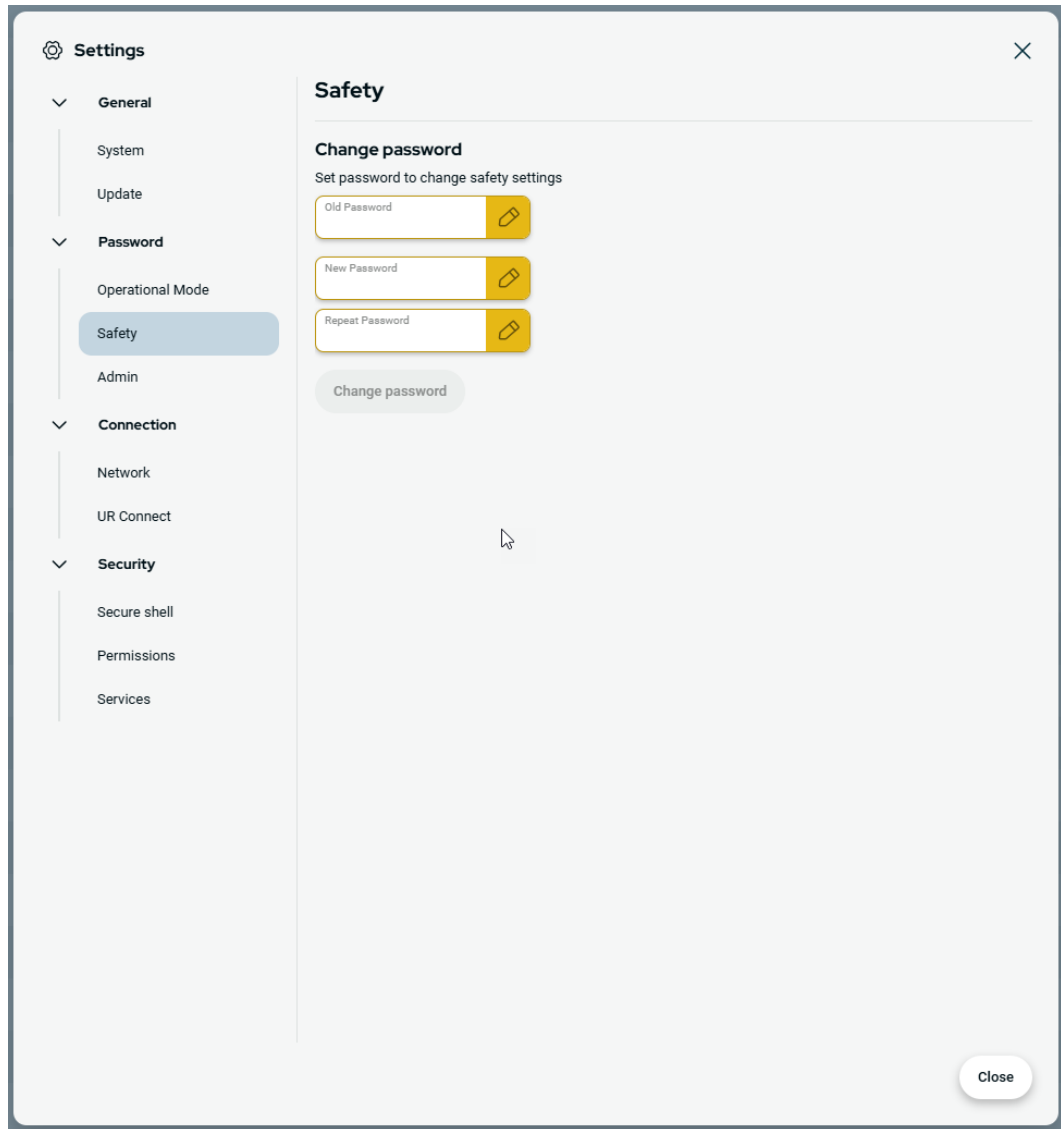 Settings
General
System
Update
Password
Operational Mode
Safety
Admin
Connection
Network
UR Connect
Security
Secure shell
Permissions
Services
Safety
Change password
Set password to change safety settings
Old Password
New Password
Repeat Password
Change password
Close